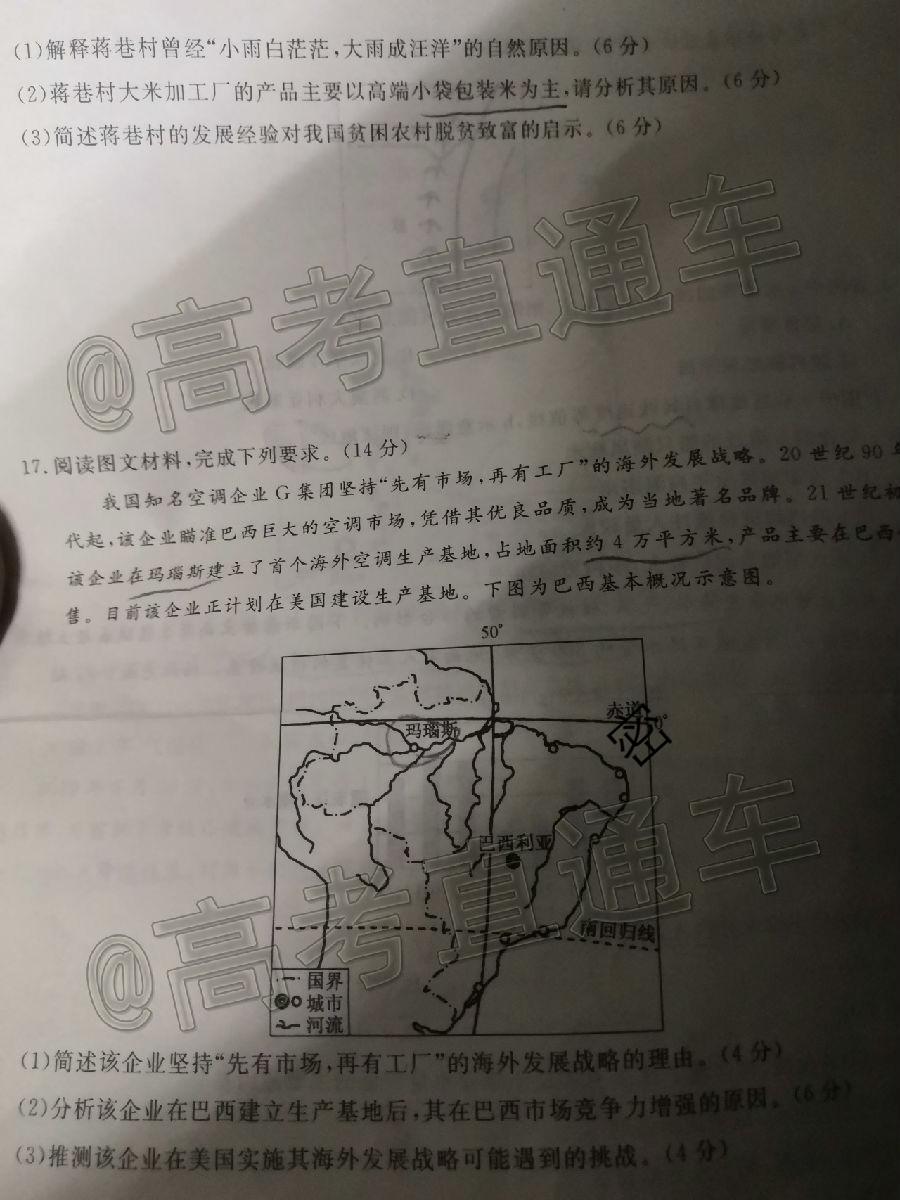 (1)解释蒋巷村曾经“小雨白茫茫,大雨成汪洋”的自然原因。(6分)
(2)蒋巷村大米加工厂的产品主要以高端小袋包装米为主,请分析其原因。(6分)
(3)简述蒋巷村的发展经验对我国贫困农村脱贫致富的启示。(6分)
@高考直通车
17.阅读图文材料,完成下列要求。(14分)
我国知名空调企业G集团坚持“先有市场,再有工厂”的海外发展战略。20世纪90年
代起,该企业瞄准巴西巨大的空调市场,凭借其优良品质,成为当地著名品牌。21世纪初
该企业在玛瑙斯建立了首个海外空调生产基地,占地面积约4万平方米,产品主要在巴西
售。目前该企业正计划在美国建设生产基地。下图为巴西基本概况示意图。
50°
赤道 0°
玛瑙斯
巴西利亚
@高考直通车
南回归线
国界
城市
河流
(1)简述该企业坚持“先有市场,再有工厂”的海外发展战略的理由。(4分)
(2)分析该企业在巴西建立生产基地后,其在巴西市场竞争力增强的原因。(6分)
(3)推测该企业在美国实施其海外发展战略可能遇到的挑战。(4分)